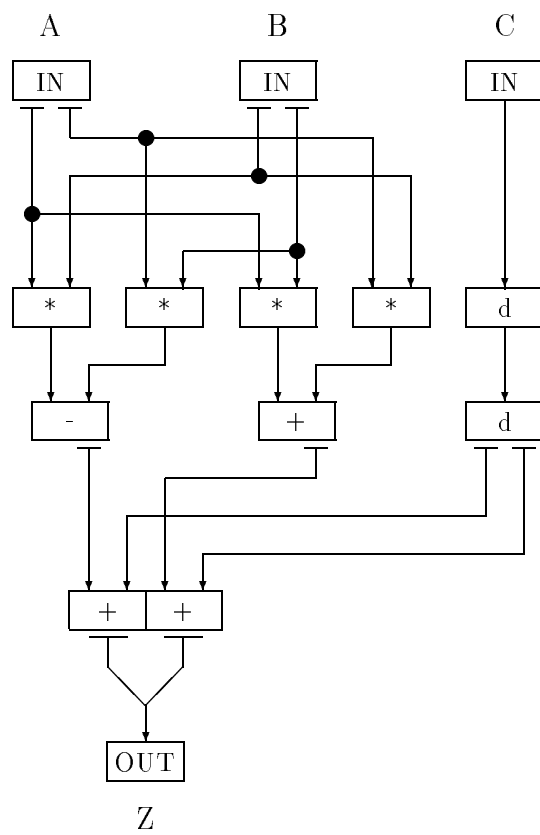 A B C
IN IN IN
* * * * d
- + d
+ +
OUT
Z